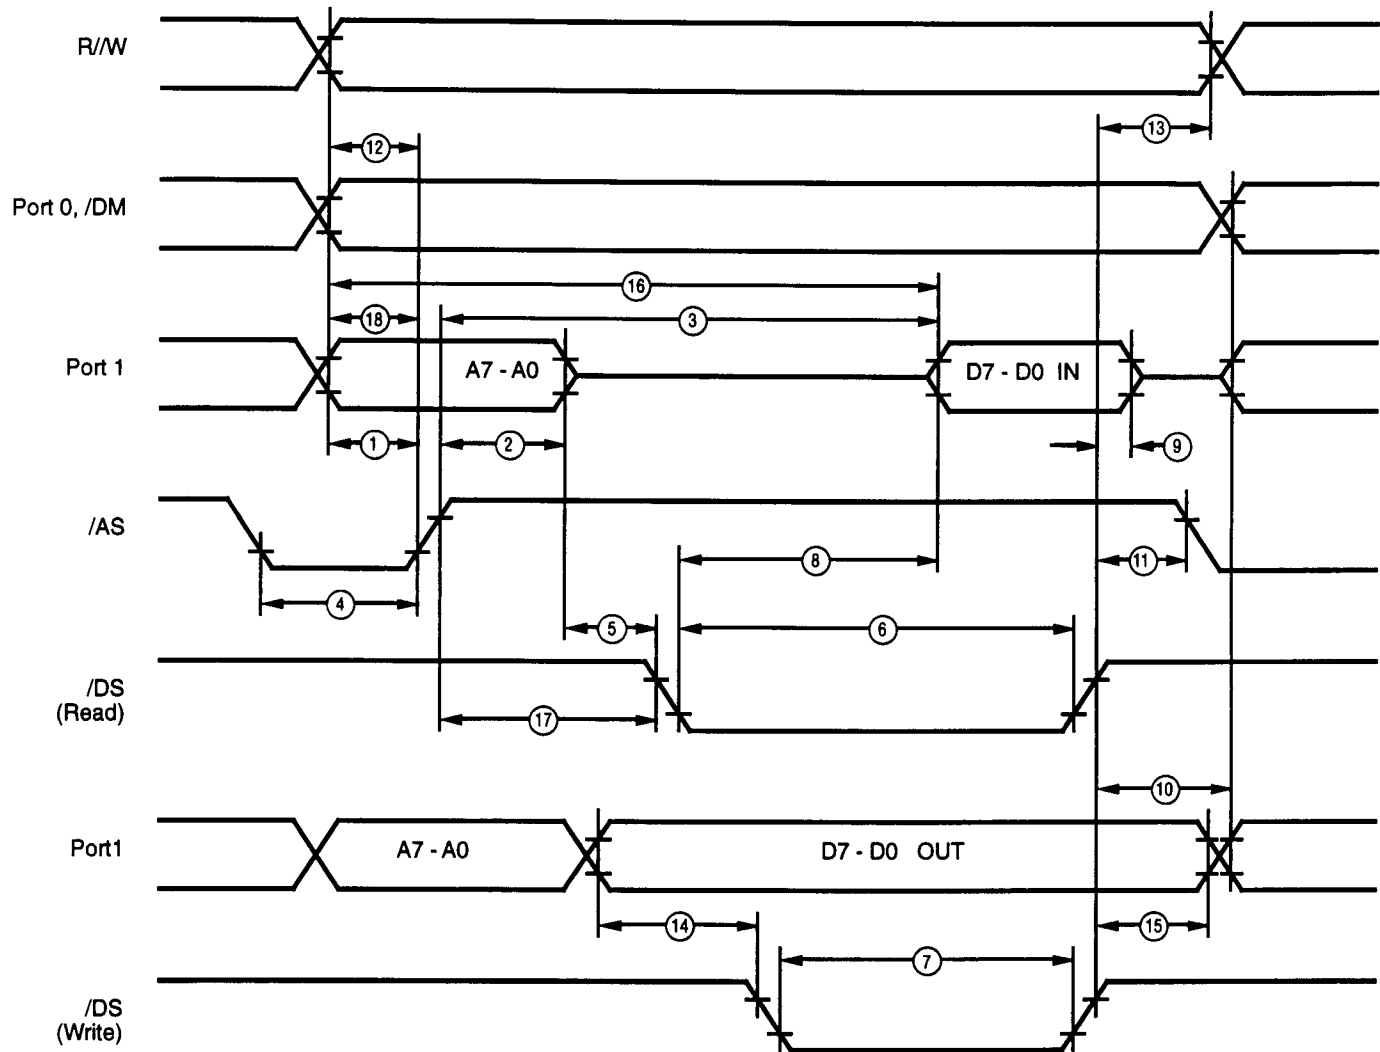 R//W
13
12
Port 0, /DM
16
18
3
Port 1
A7 - A0
D7 - D0 IN
1
2
9
/AS
8
11
4
5
6
/DS
(Read)
17
10
Port1
A7 - A0
D7 - D0 OUT
14
15
7
/DS
(Write)